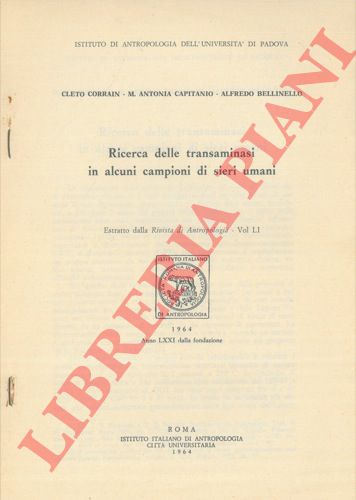 ISTITUTO DI ANTROPOLOGIA DELL'UNIVERSITA' DI PADOVA
CLETO CORRAIN - M. ANTONIA CAPITANIO - ALFREDO BELLINELLO
Ricerca delle transaminasi
in alcuni campioni di sieri umani
Estratto dalla Rivista di Antropologia - Vol LI
ISTITUTO ITALIANO
DI ANTROPOLOGIA
1964
Anno LXXI dalla fondazione
ROMA
ISTITUTO ITALIANO DI ANTROPOLOGIA
CITTÀ UNIVERSITARIA
1964
LIBRERIA PIANI